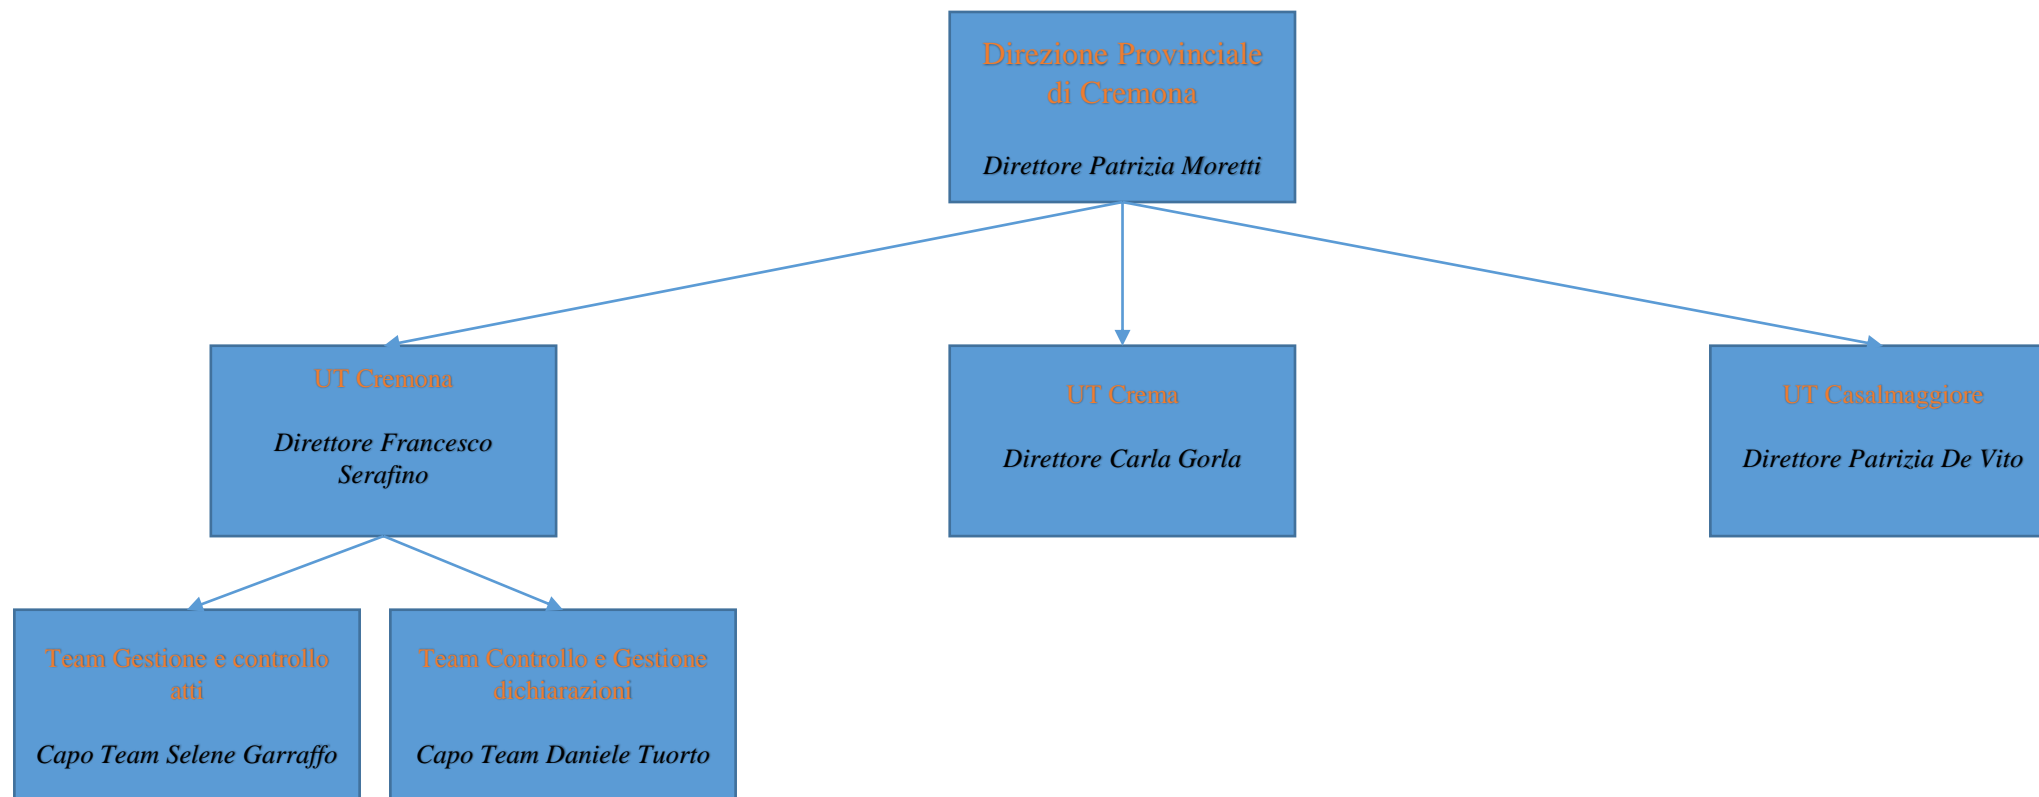 Direzione Provinciale
di Cremona
Direttore Patrizia Moretti
UT Cremona
Direttore Francesco
Serafino
UT Crema
Direttore Carla Gorla
UT Casalmaggiore
Direttore Patrizia De Vito
Team Gestione e controllo
atti
Capo Team Selene Garraffo
Team Controllo e Gestione
dichiarazioni
Capo Team Daniele Tuorto